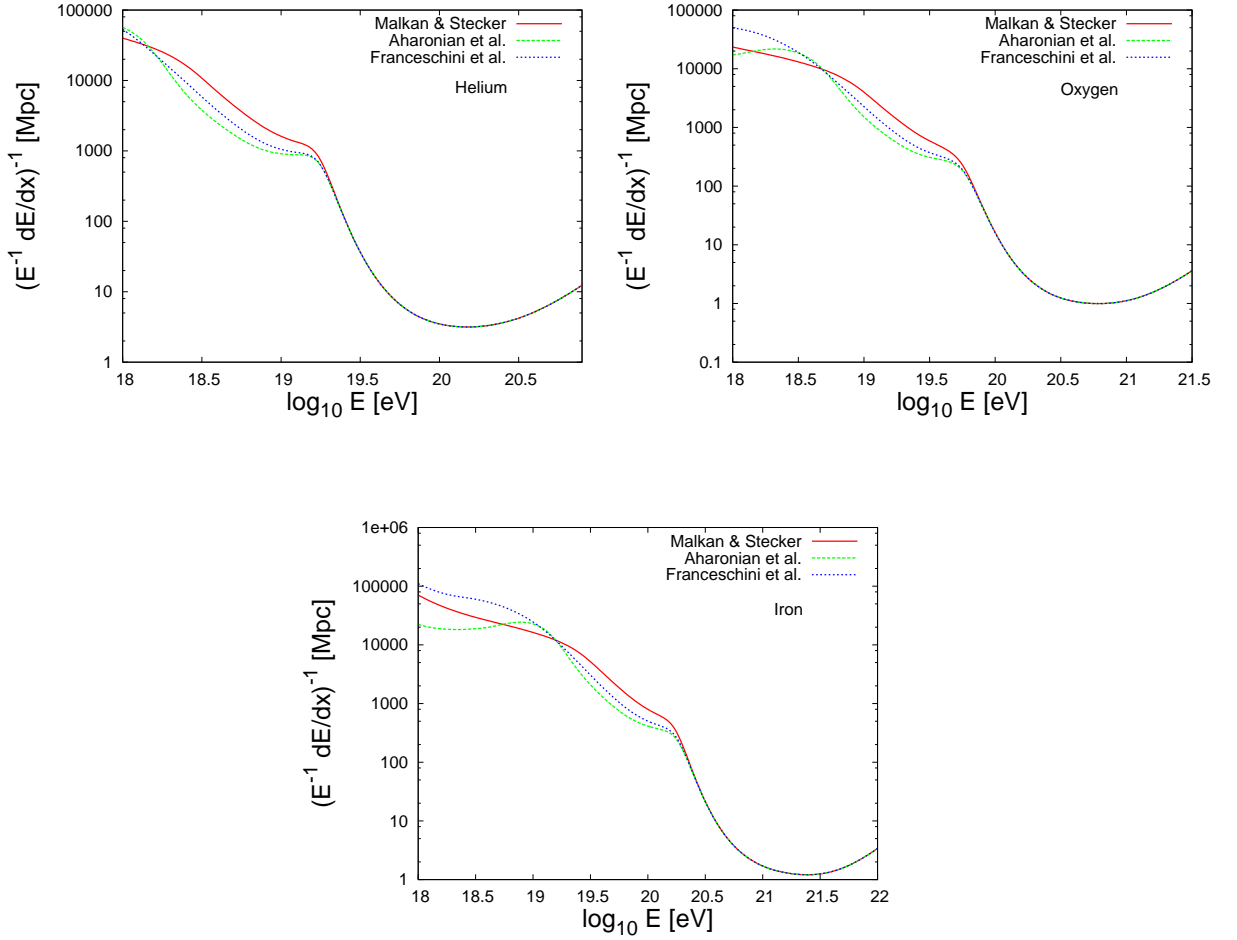 (E⁻¹ dE/dx)⁻¹ [Mpc]
100000
10000
1000
100
10
1
18
18.5
19
19.5
20
20.5
log₁₀ E [eV]
Malkan & Stecker
Aharonian et al.
Franceschini et al.
Helium
(E⁻¹ dE/dx)⁻¹ [Mpc]
100000
10000
1000
100
10
1
0.1
18
18.5
19
19.5
20
20.5
21
21.5
log₁₀ E [eV]
Malkan & Stecker
Aharonian et al.
Franceschini et al.
Oxygen
(E⁻¹ dE/dx)⁻¹ [Mpc]
1e+06
100000
10000
1000
100
10
1
18
18.5
19
19.5
20
20.5
21
21.5
22
log₁₀ E [eV]
Malkan & Stecker
Aharonian et al.
Franceschini et al.
Iron